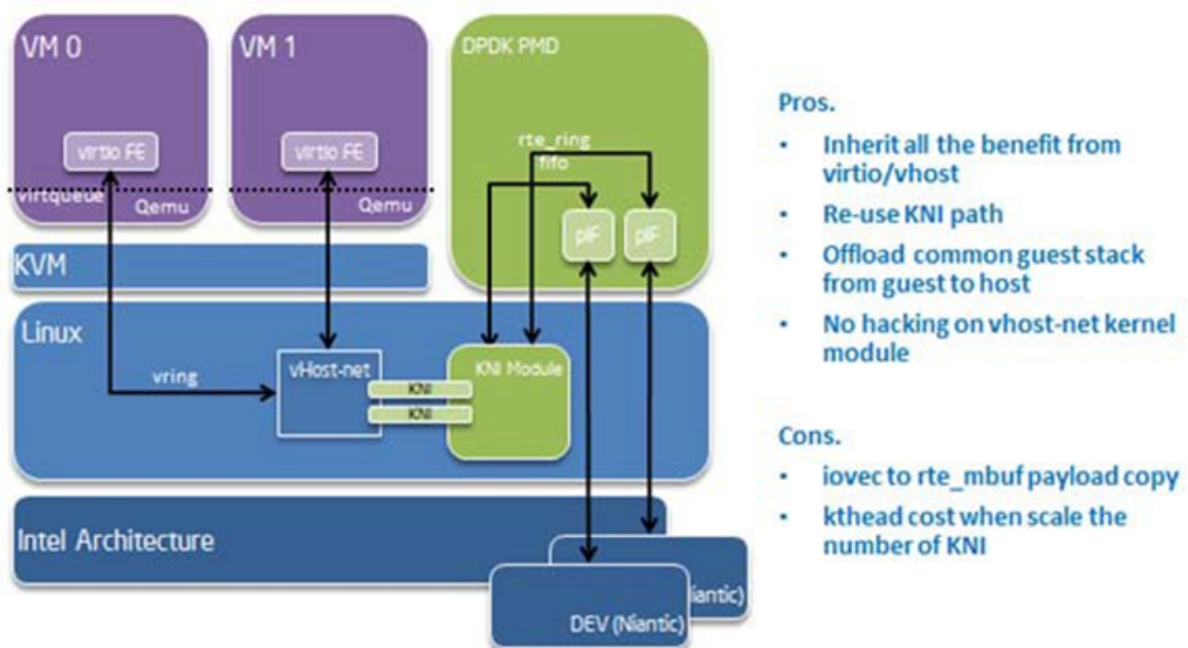 VM 0
VM 1
DPDK PMD
virtio FE
virtio FE
rte_ring
fifo
virtqueue
Qemu
Qemu
pIF
pIF
KVM
Linux
vHost-net
KNI Module
vring
KNI
KNI
Intel Architecture
iantic)
DEV (Niantic)
Pros.
• Inherit all the benefit from
virtio/vhost
• Re-use KNI path
• Offload common guest stack
from guest to host
• No hacking on vhost-net kernel
module
Cons.
• iovec to rte_mbuf payload copy
• kthead cost when scale the
number of KNI